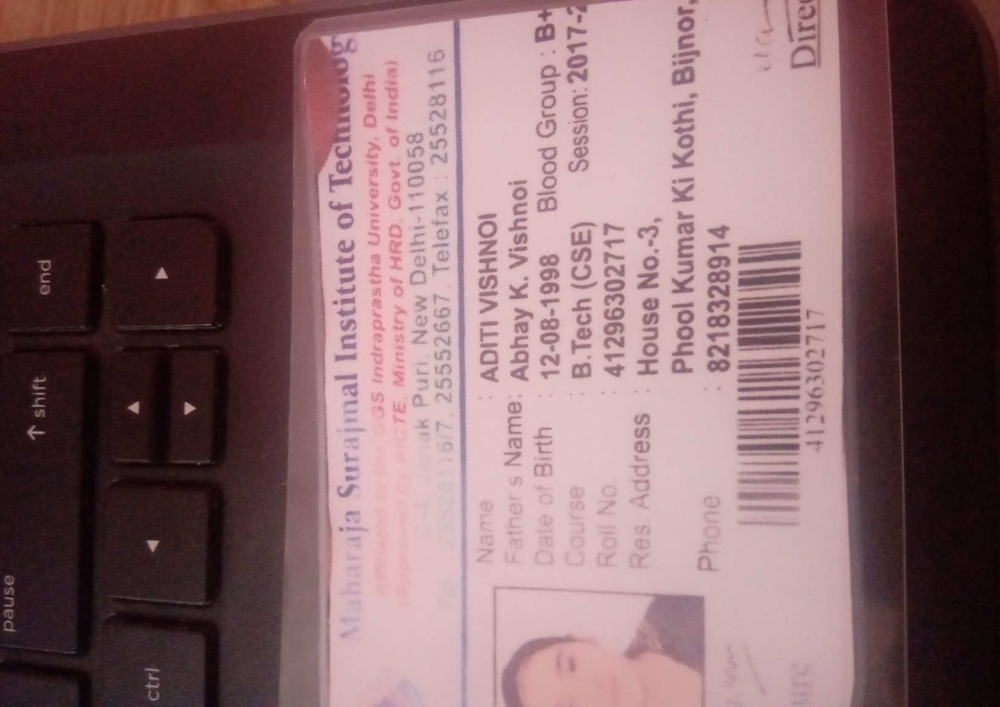 Maharaja Surajmal Institute of Technology
Affiliated to the GGS Indraprastha University, Delhi
(Approved by AICTE, Ministry of HRD, Govt. of India)
C-4, Janak Puri, New Delhi-110058
Tel : 25528116/7, 25552667, Telefax : 25528116
Name : ADITI VISHNOI
Father s Name: Abhay K. Vishnoi
Date of Birth : 12-08-1998 Blood Group : B+
Course : B.Tech (CSE) Session: 2017-2
Roll No. : 41296302717
Res. Address : House No.-3,
Phool Kumar Ki Kothi, Bijnor,
Phone : 8218328914
41296302717
ure
Direc
pause
↑ shift
end
ctrl